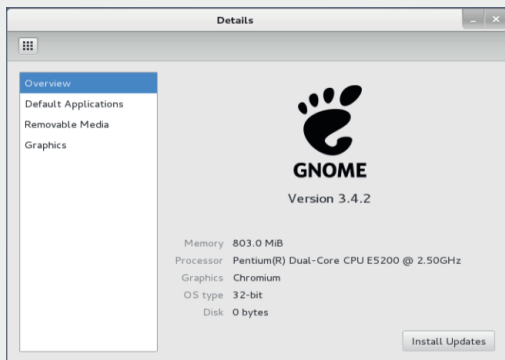 Details
Overview
Default Applications
Removable Media
Graphics
GNOME
Version 3.4.2
Memory 803.0 MiB
Processor Pentium(R) Dual-Core CPU E5200 @ 2.50GHz
Graphics Chromium
OS type 32-bit
Disk 0 bytes
Install Updates